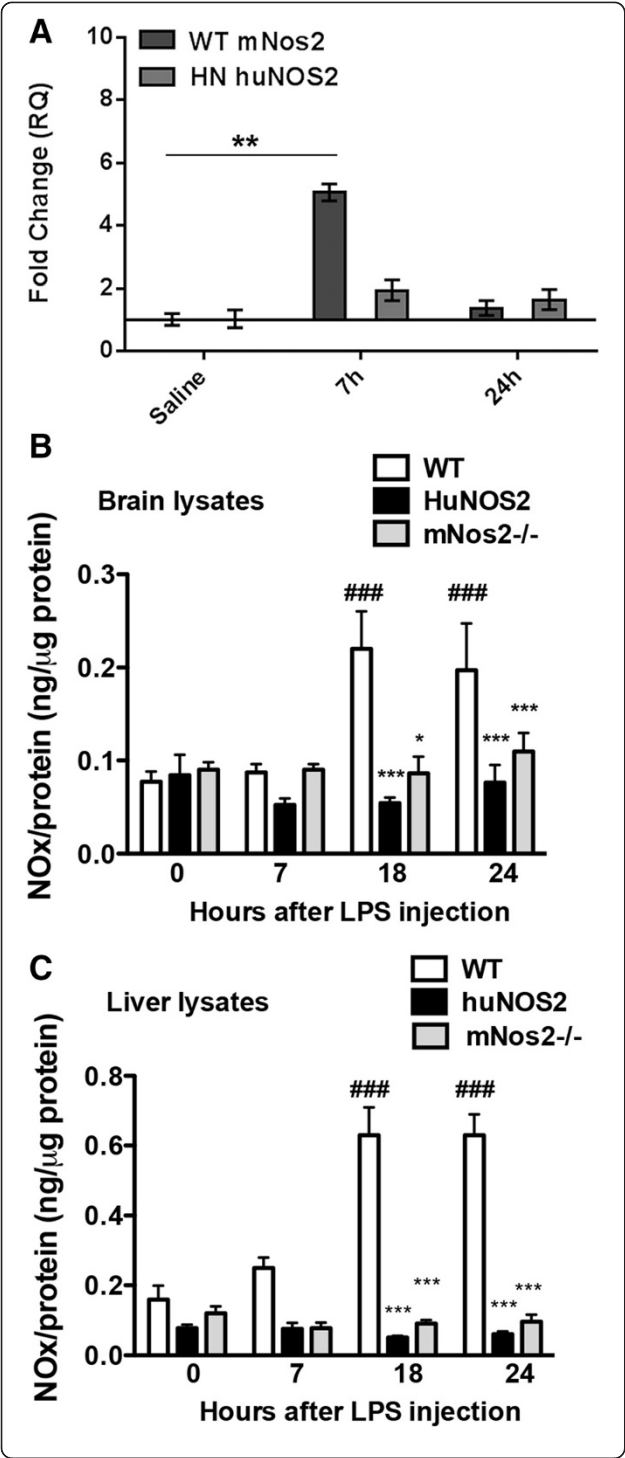 A
10
WT mNos2
HN huNOS2
8
Fold Change (RQ)
**
6
4
2
0
Saline
7h
24h
B
WT
HuNOS2
mNos2-/-
Brain lysates
NOx/protein (ng/µg protein)
0.3
###
###
0.2
***
***
*
***
0.1
0.0
0
7
18
24
Hours after LPS injection
C
WT
huNOS2
mNos2-/-
Liver lysates
NOx/protein (ng/µg protein)
0.8
###
###
0.6
0.4
0.2
***
***
***
***
0.0
0
7
18
24
Hours after LPS injection